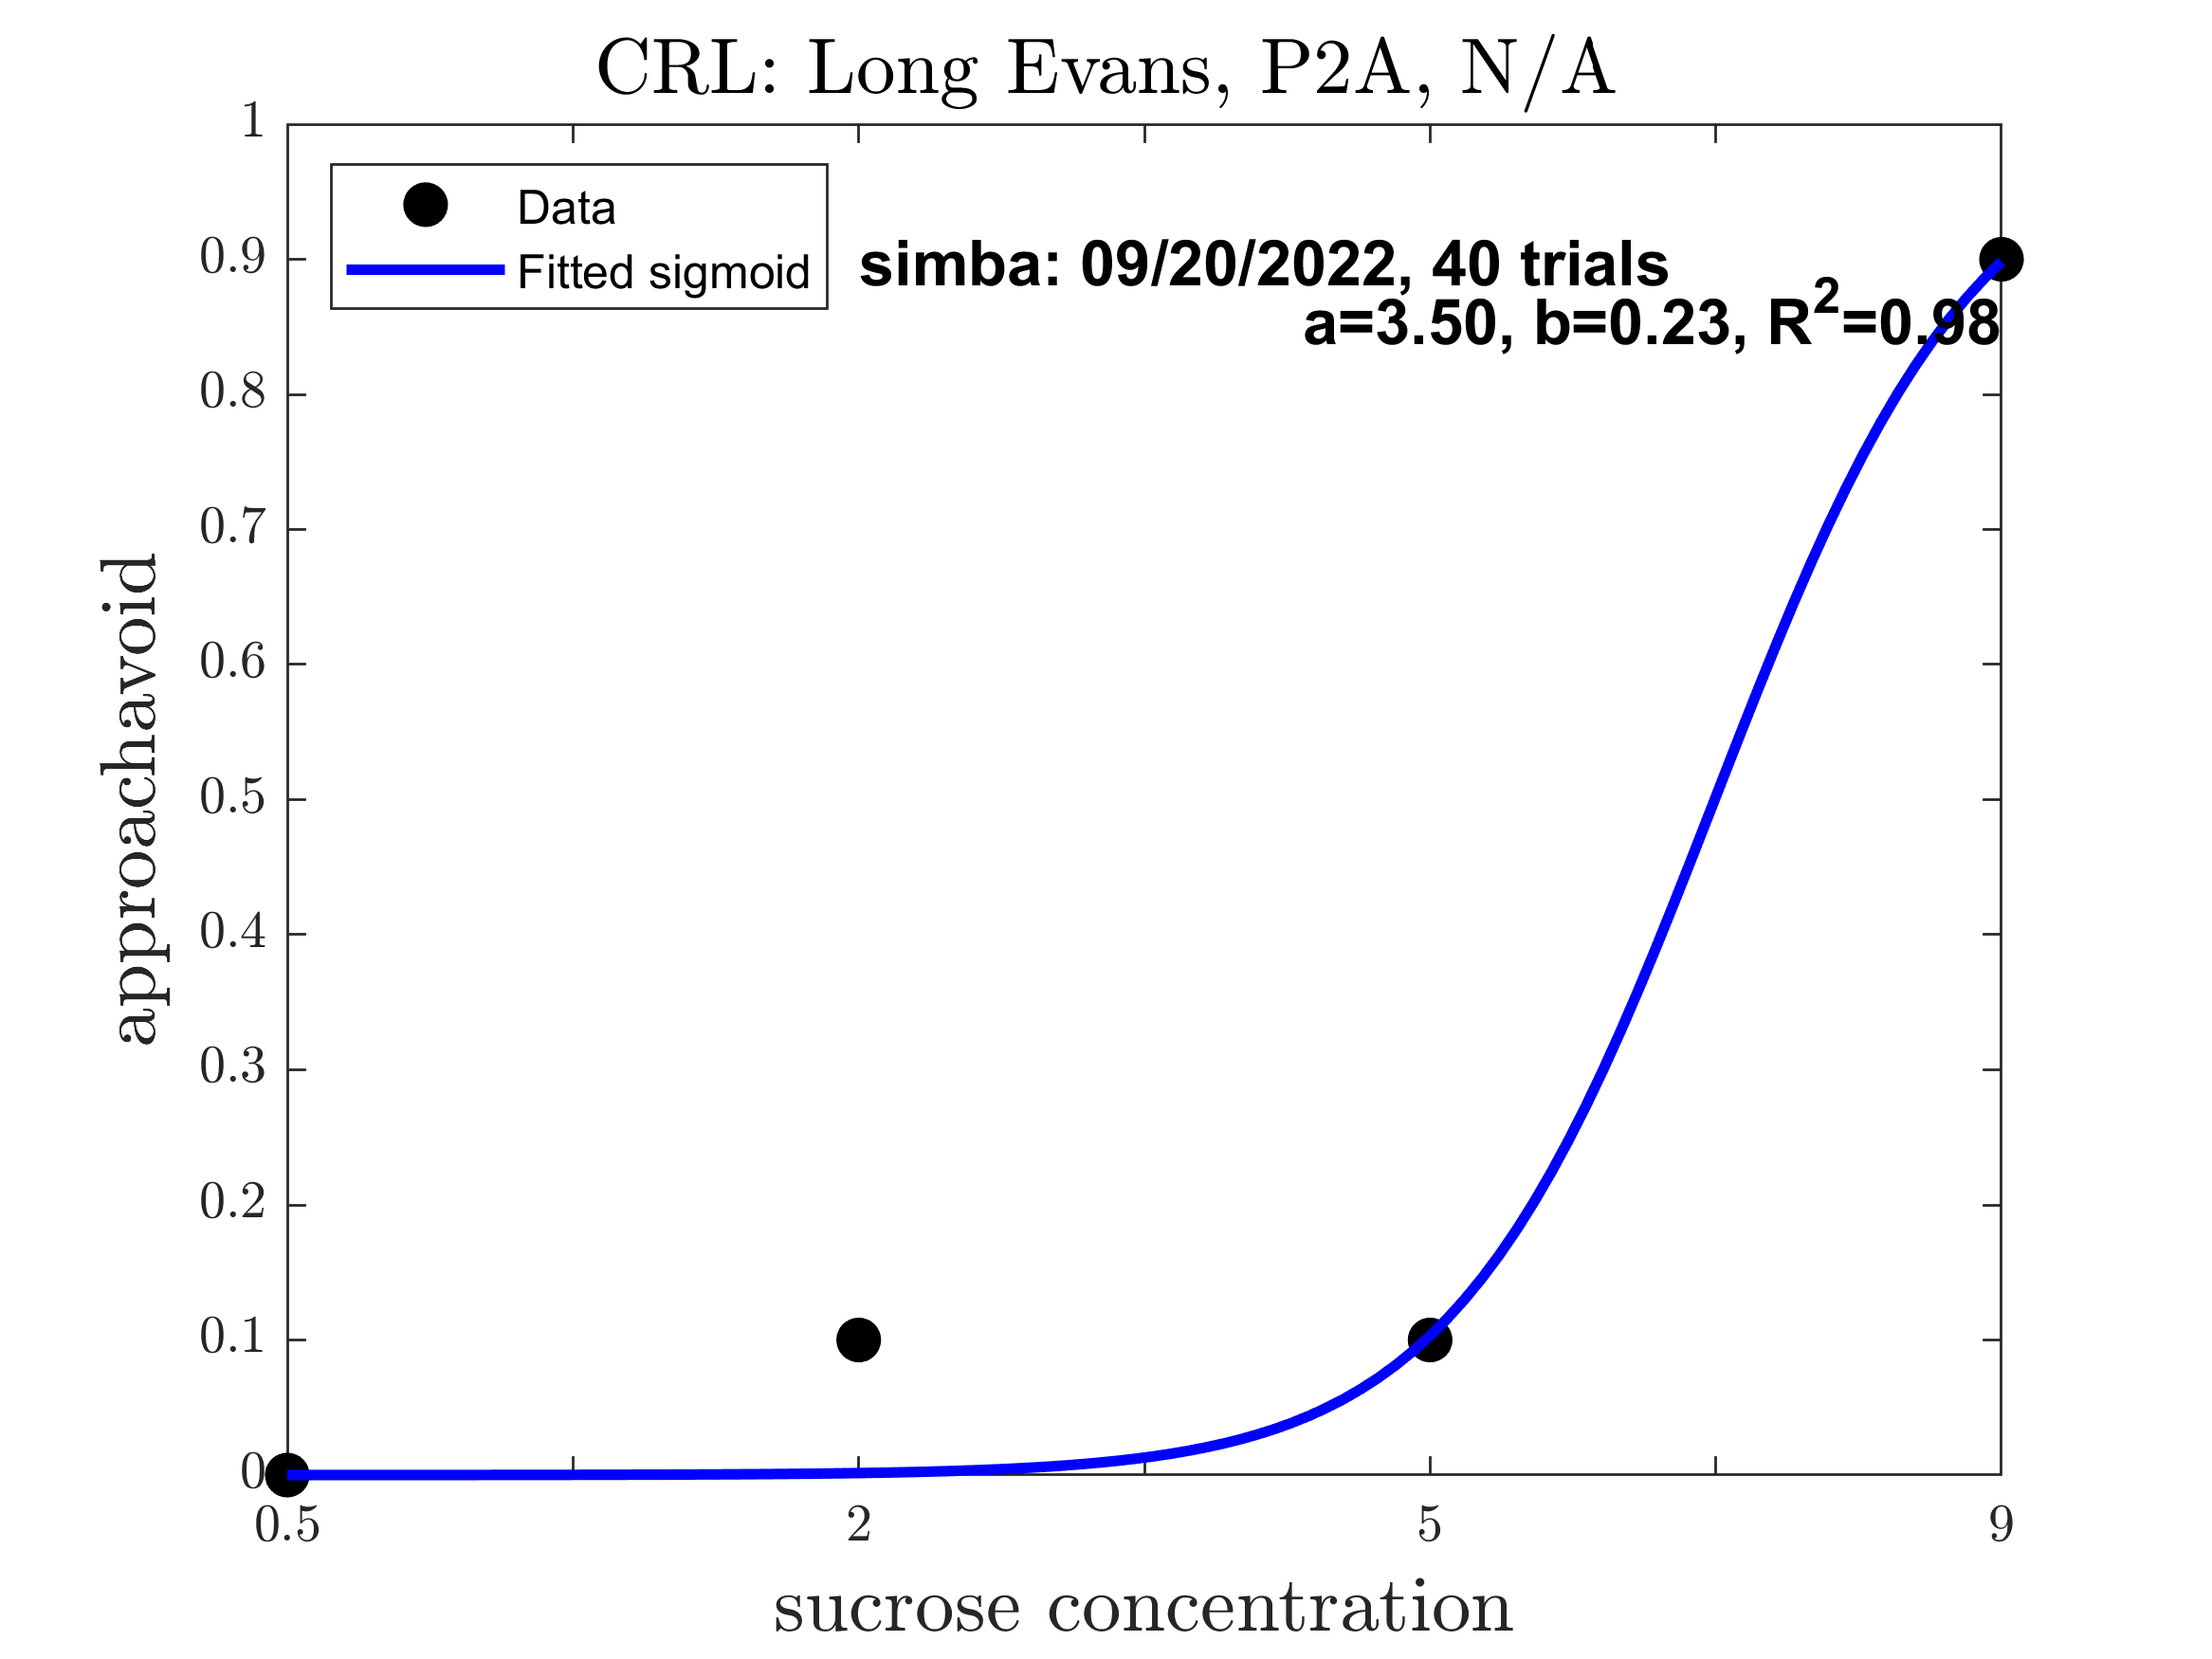 CRL: Long Evans, P2A, N/A
1
Data
Fitted sigmoid
simba: 09/20/2022, 40 trials
a=3.50, b=0.23, R²=0.98
0.9
0.8
0.7
0.6
0.5
0.4
0.3
0.2
0.1
0
approachavoid
0.5 2 5 9
sucrose concentration